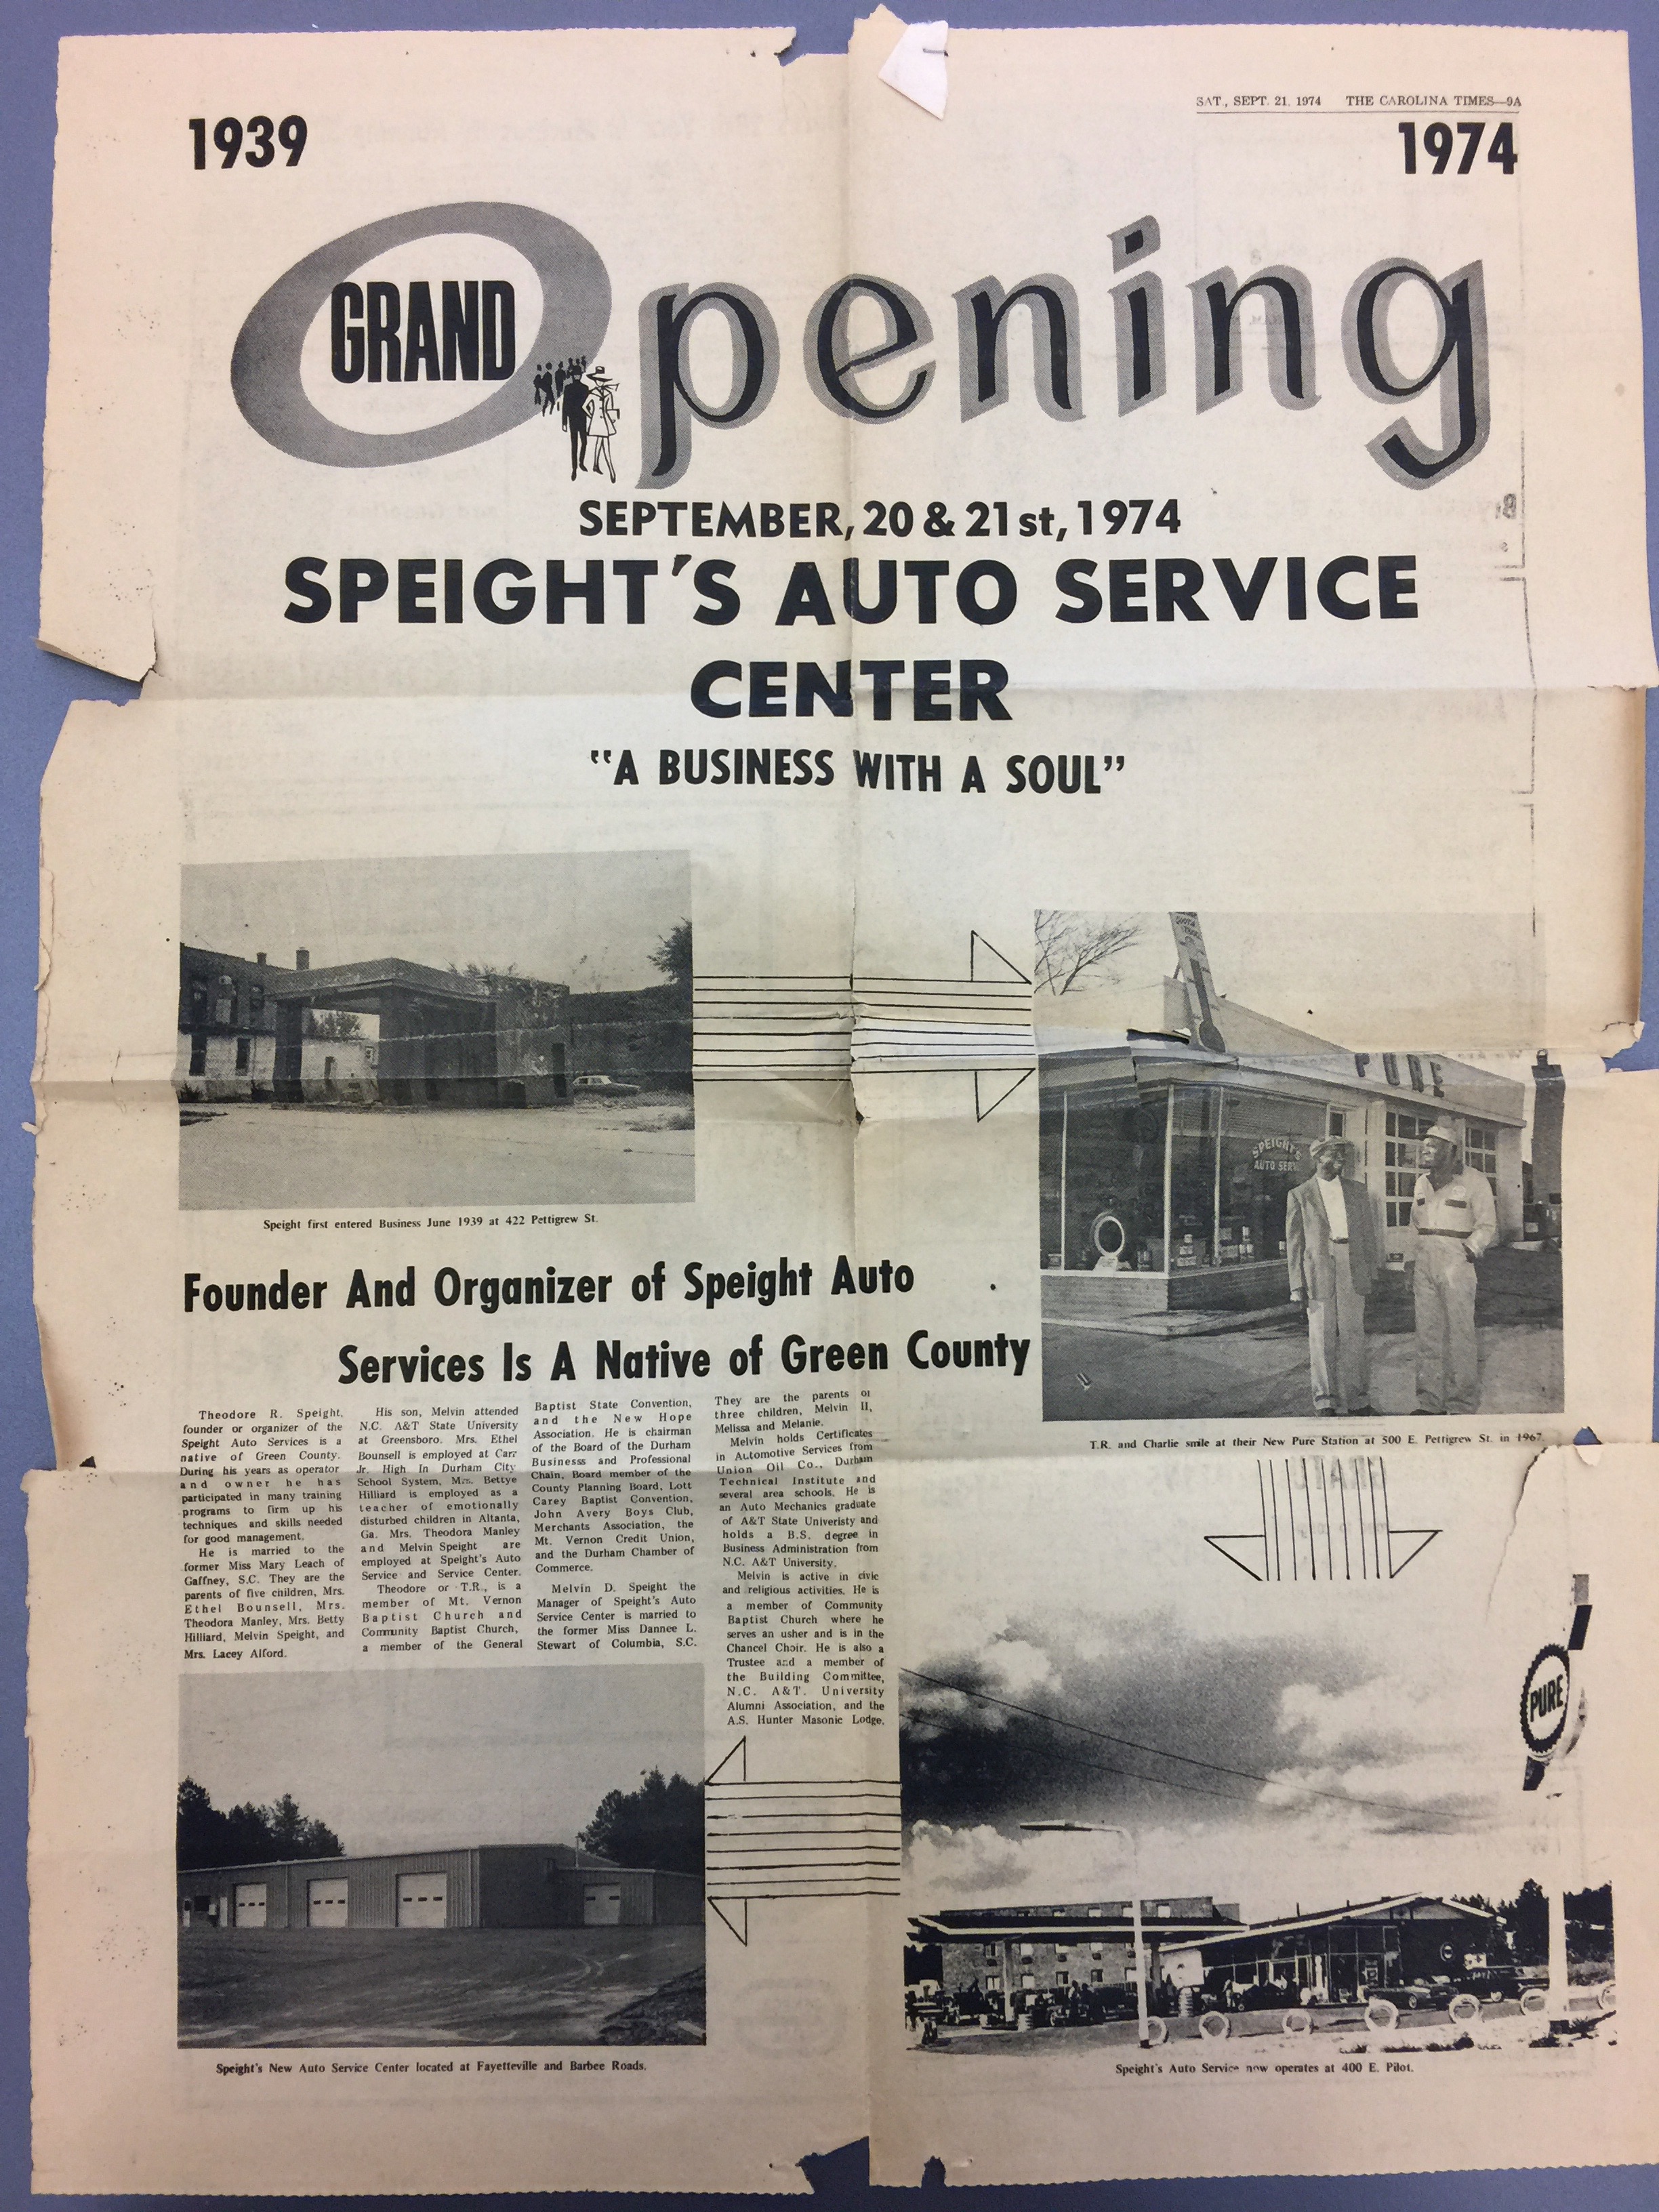 SAT., SEPT. 21, 1974 THE CAROLINA TIMES—9A
1939
1974
GRAND
Opening
SEPTEMBER, 20 & 21st, 1974
SPEIGHT'S AUTO SERVICE
CENTER
"A BUSINESS WITH A SOUL"
PURE
SPEIGHT'S
AUTO SERV.
Speight first entered Business June 1939 at 422 Pettigrew St.
T.R. and Charlie smile at their New Pure Station at 500 E. Pettigrew St. in 1967.
Founder And Organizer of Speight Auto
Services Is A Native of Green County
Theodore R. Speight,
founder or organizer of the
Speight Auto Services is a
native of Green County.
During his years as operator
and owner he has
participated in many training
programs to firm up his
techniques and skills needed
for good management.
He is married to the
former Miss Mary Leach of
Gaffney, S.C. They are the
parents of five children, Mrs.
Ethel Bounsell, Mrs.
Theodora Manley, Mrs. Betty
Hilliard, Melvin Speight, and
Mrs. Lacey Alford.
His son, Melvin attended
N.C. A&T State University
at Greensboro. Mrs. Ethel
Bounsell is employed at Carr
Jr. High In Durham City
School System, Mrs. Bettye
Hilliard is employed as a
teacher of emotionally
disturbed children in Altanta,
Ga. Mrs. Theodora Manley
and Melvin Speight are
employed at Speight's Auto
Service and Service Center.
Theodore or T.R., is a
member of Mt. Vernon
Baptist Church and
Community Baptist Church,
a member of the General
Baptist State Convention,
and the New Hope
Association. He is chairman
of the Board of the Durham
Businesss and Professional
Chain, Board member of the
County Planning Board, Lott
Carey Baptist Convention,
John Avery Boys Club,
Merchants Association, the
Mt. Vernon Credit Union,
and the Durham Chamber of
Commerce.
Melvin D. Speight the
Manager of Speight's Auto
Service Center is married to
the former Miss Dannee L.
Stewart of Columbia, S.C.
They are the parents of
three children, Melvin II,
Melissa and Melanie.
Melvin holds Certificates
in Automotive Services from
Union Oil Co., Durham
Technical Institute and
several area schools. He is
an Auto Mechanics graduate
of A&T State Univeristy and
holds a B.S. degree in
Business Administration from
N.C. A&T University.
Melvin is active in civic
and religious activities. He is
a member of Community
Baptist Church where he
serves an usher and is in the
Chancel Choir. He is also a
Trustee and a member of
the Building Committee,
N.C. A&T. University
Alumni Association, and the
A.S. Hunter Masonic Lodge.
PURE
Speight's New Auto Service Center located at Fayetteville and Barbee Roads.
Speight's Auto Service now operates at 400 E. Pilot.